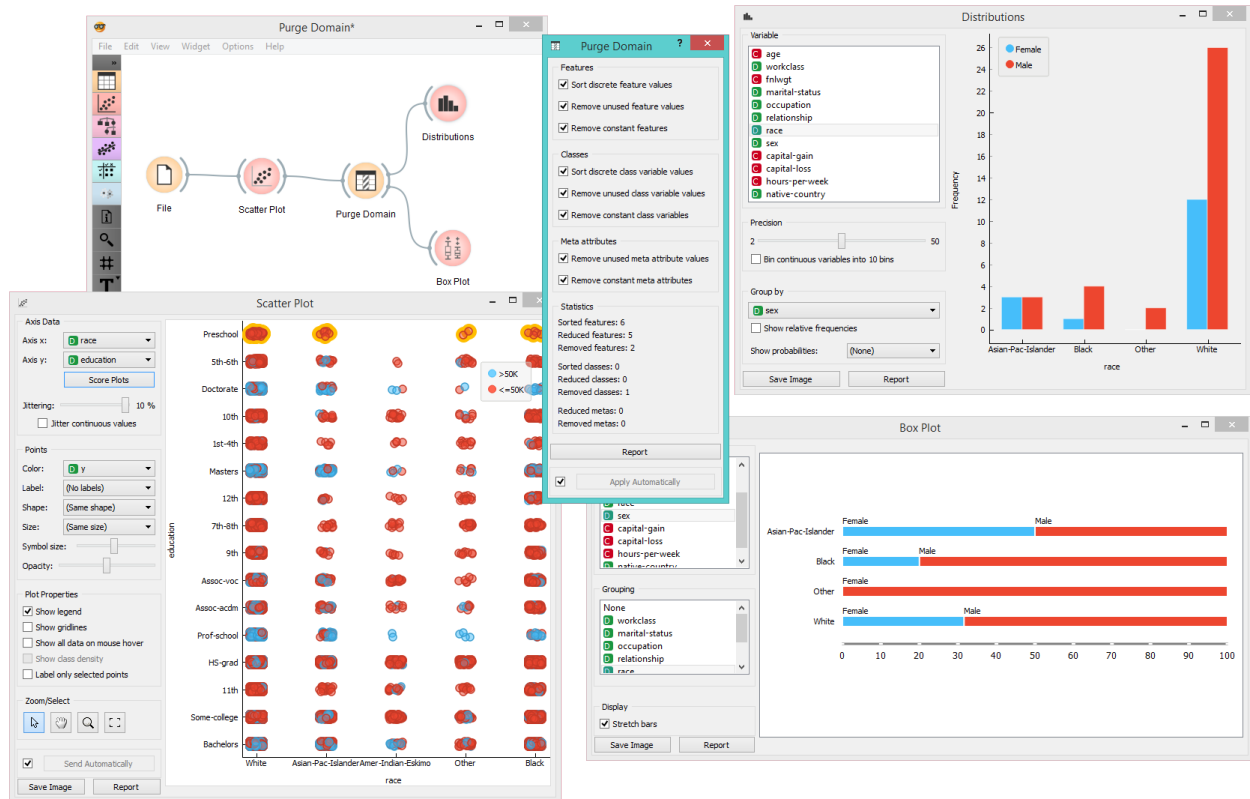 Purge Domain*
File Edit View Widget Options Help
File
Scatter Plot
Purge Domain
Distributions
Box Plot
Purge Domain
?
Features
Sort discrete feature values
Remove unused feature values
Remove constant features
Classes
Sort discrete class variable values
Remove unused class variable values
Remove constant class variables
Meta attributes
Remove unused meta attribute values
Remove constant meta attributes
Statistics
Sorted features: 6
Reduced features: 5
Removed features: 2
Sorted classes: 0
Reduced classes: 0
Removed classes: 1
Reduced metas: 0
Removed metas: 0
Report
Apply Automatically
Distributions
Variable
C age
D workclass
C fnlwgt
D marital-status
D occupation
D relationship
D race
D sex
C capital-gain
C capital-loss
C hours-per-week
D native-country
Precision
2 50
Bin continuous variables into 10 bins
Group by
D sex
Show relative frequencies
Show probabilities: (None)
Save Image Report
Female
Male
Frequency
26
24
22
20
18
16
14
12
10
8
6
4
2
0
Asian-Pac-Islander Black Other White
race
Scatter Plot
Axis Data
Axis x: D race
Axis y: D education
Score Plots
Jittering: 10 %
Jitter continuous values
Points
Color: D y
Label: (No labels)
Shape: (Same shape)
Size: (Same size)
Symbol size:
Opacity:
Plot Properties
Show legend
Show gridlines
Show all data on mouse hover
Show class density
Label only selected points
Zoom/Select
Send Automatically
Save Image Report
education
Preschool
5th-6th
Doctorate
10th
1st-4th
Masters
12th
7th-8th
9th
Assoc-voc
Assoc-acdm
Prof-school
HS-grad
11th
Some-college
Bachelors
>50K
<=50K
White Asian-Pac-Islander Amer-Indian-Eskimo Other Black
race
Box Plot
D race
D sex
C capital-gain
C capital-loss
C hours-per-week
D native-country
Grouping
None
D workclass
D marital-status
D occupation
D relationship
D race
Display
Stretch bars
Save Image Report
Female Male
Asian-Pac-Islander
Female Male
Black
Female
Other
Female Male
White
0 10 20 30 40 50 60 70 80 90 100